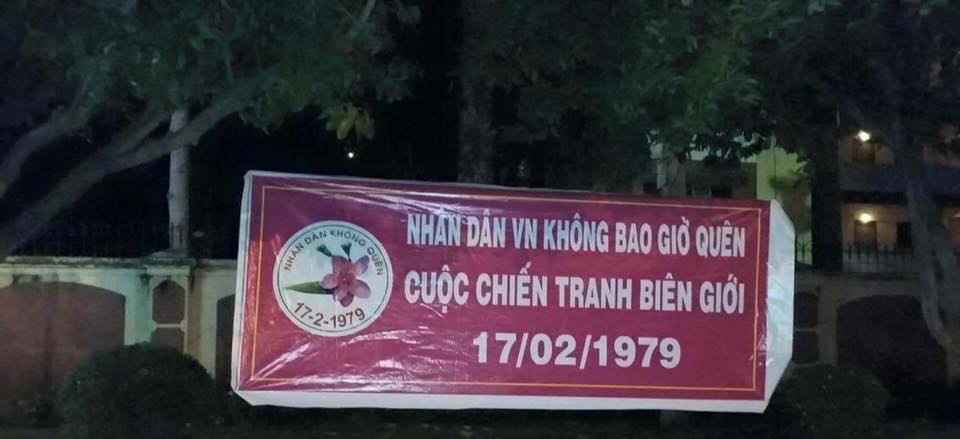 NHÂN DÂN KHÔNG QUÊN
17-2-1979
NHÂN DÂN VN KHÔNG BAO GIỜ QUÊN
CUỘC CHIẾN TRANH BIÊN GIỚI
17/02/1979